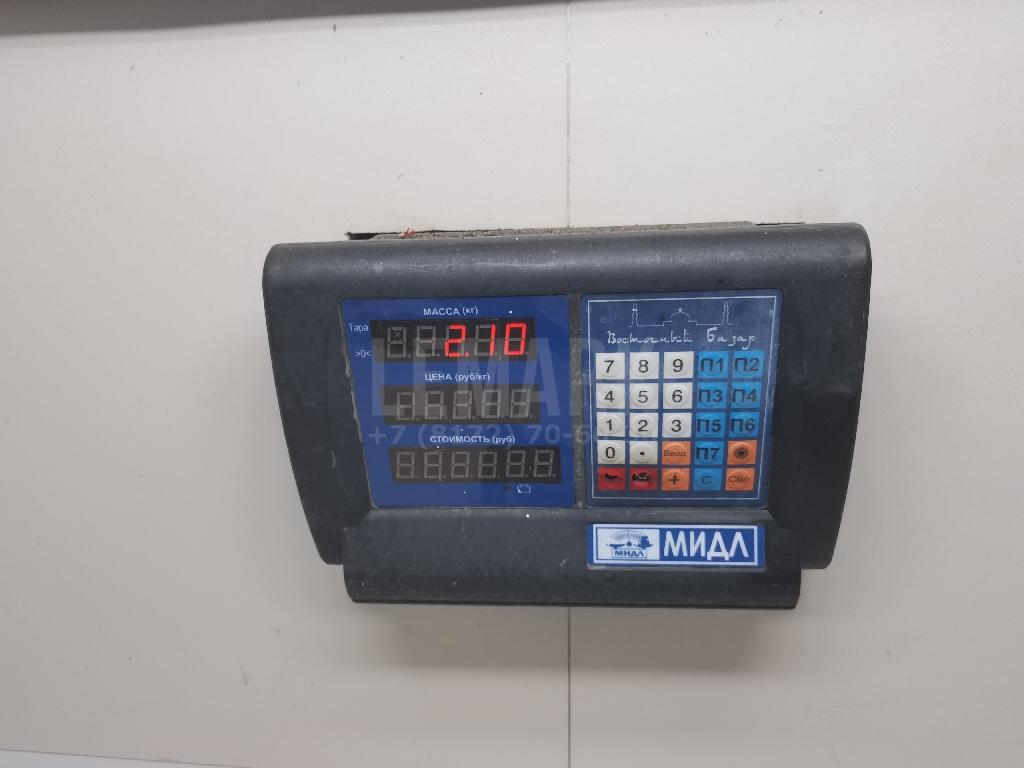 МАССА (кг)
Тара
2.10
>0<
ЦЕНА (руб/кг)
СТОИМОСТЬ (руб)
Восточный Базар
7 8 9 П1 П2
4 5 6 П3 П4
1 2 3 П5 П6
0 . Ввод П7
+ С Сбр
МИДЛ
МИДЛ